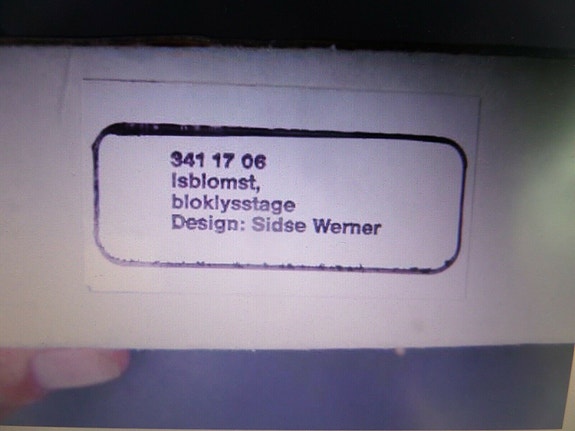 341 17 06
Isblomst,
bloklysstage
Design: Sidse Werner